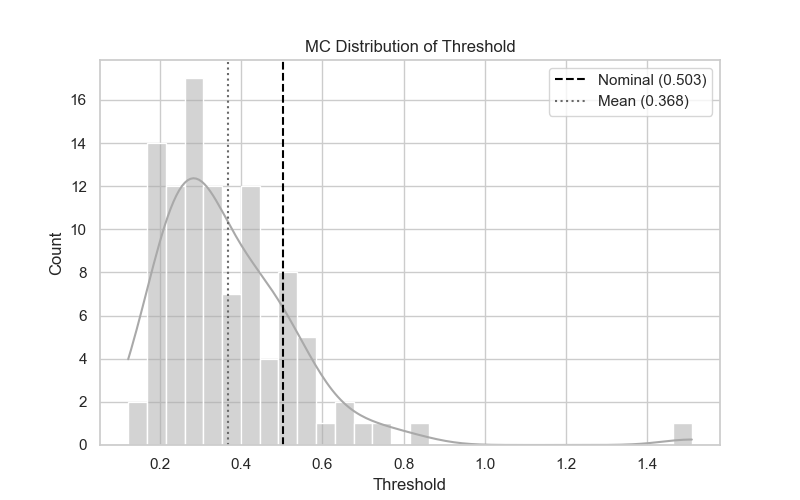 MC Distribution of Threshold
Nominal (0.503)
Mean (0.368)
Count
16
14
12
10
8
6
4
2
0
0.2 0.4 0.6 0.8 1.0 1.2 1.4
Threshold